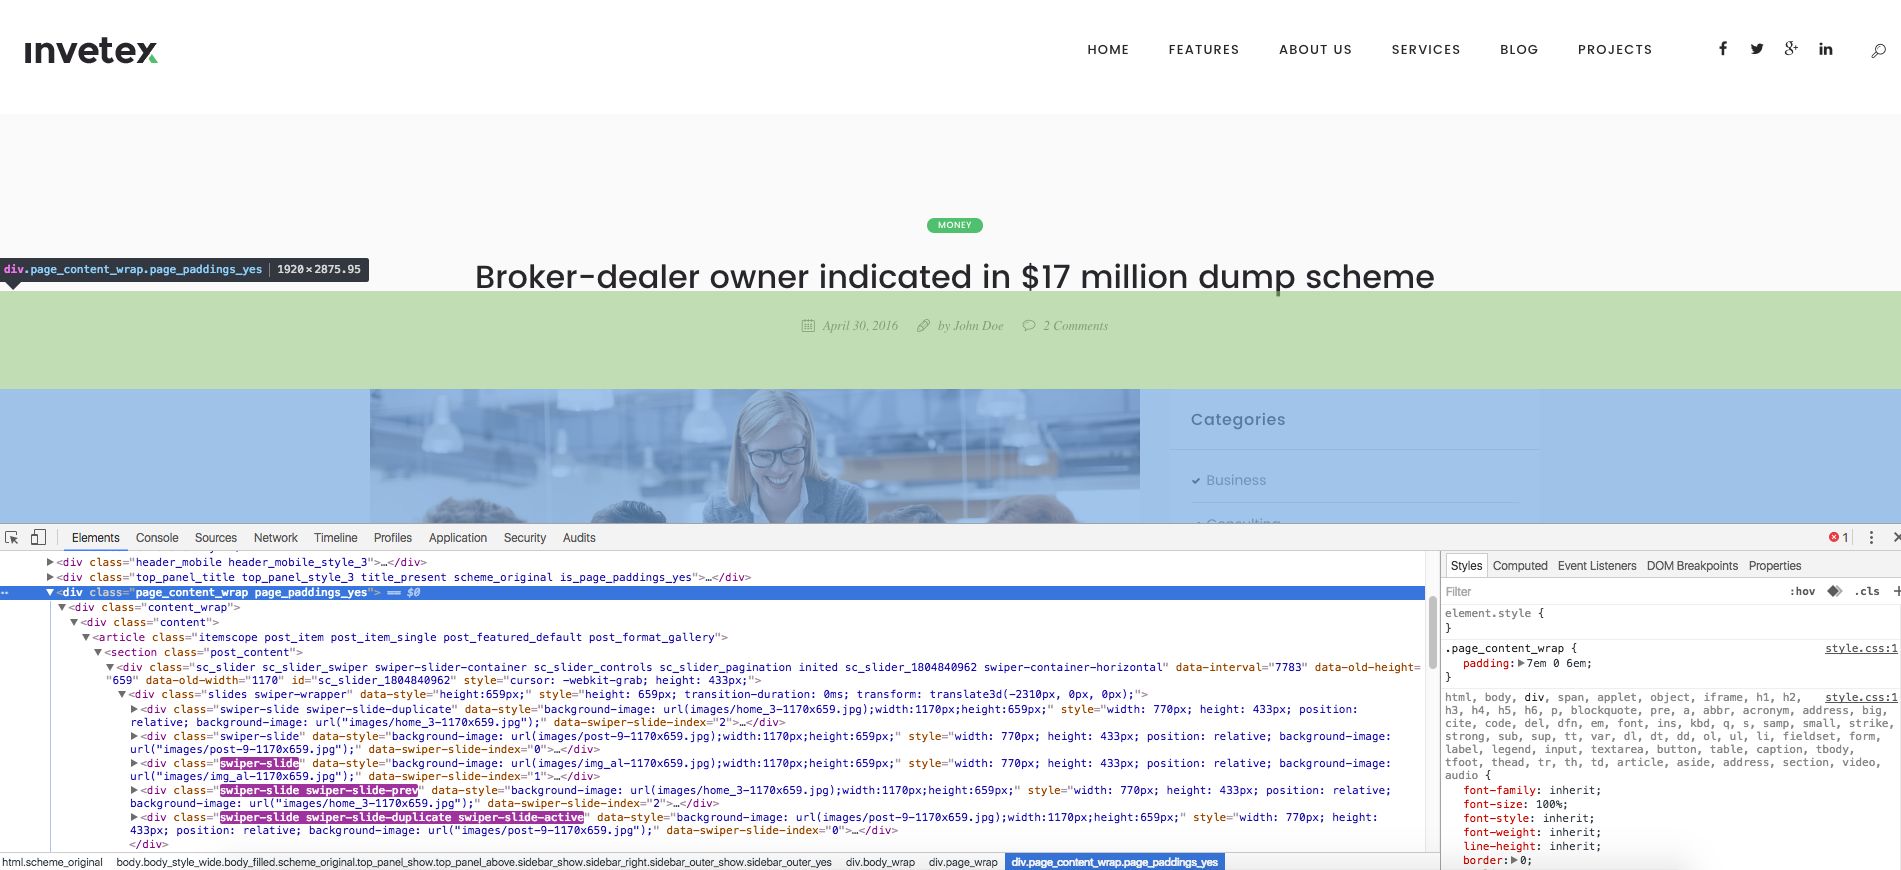 invetex
HOME FEATURES ABOUT US SERVICES BLOG PROJECTS
MONEY
Broker-dealer owner indicated in $17 million dump scheme
div.page_content_wrap.page_paddings_yes 1920×2875.95
April 30, 2016 by John Doe 2 Comments
Categories
Business
Consulting
Elements Console Sources Network Timeline Profiles Application Security Audits 1
<div class="header_mobile header_mobile_style_3">…</div>
<div class="top_panel_title top_panel_style_3 title_present scheme_original is_page_paddings_yes">…</div>
<div class="page_content_wrap page_paddings_yes"> == $0
<div class="content_wrap">
<div class="content">
<article class="itemscope post_item post_item_single post_featured_default post_format_gallery">
<section class="post_content">
<div class="sc_slider sc_slider_swiper swiper-slider-container sc_slider_controls sc_slider_pagination inited sc_slider_1804840962 swiper-container-horizontal" data-interval="7783" data-old-height=
"659" data-old-width="1170" id="sc_slider_1804840962" style="cursor: -webkit-grab; height: 433px;">
<div class="slides swiper-wrapper" data-style="height:659px;" style="height: 659px; transition-duration: 0ms; transform: translate3d(-2310px, 0px, 0px);">
<div class="swiper-slide swiper-slide-duplicate" data-style="background-image: url(images/home_3-1170x659.jpg);width:1170px;height:659px;" style="width: 770px; height: 433px; position:
relative; background-image: url("images/home_3-1170x659.jpg");" data-swiper-slide-index="2">…</div>
<div class="swiper-slide" data-style="background-image: url(images/post-9-1170x659.jpg);width:1170px;height:659px;" style="width: 770px; height: 433px; position: relative; background-image:
url("images/post-9-1170x659.jpg");" data-swiper-slide-index="0">…</div>
<div class="swiper-slide" data-style="background-image: url(images/img_al-1170x659.jpg);width:1170px;height:659px;" style="width: 770px; height: 433px; position: relative; background-image:
url("images/img_al-1170x659.jpg");" data-swiper-slide-index="1">…</div>
<div class="swiper-slide swiper-slide-prev" data-style="background-image: url(images/home_3-1170x659.jpg);width:1170px;height:659px;" style="width: 770px; height: 433px; position: relative;
background-image: url("images/home_3-1170x659.jpg");" data-swiper-slide-index="2">…</div>
<div class="swiper-slide swiper-slide-duplicate swiper-slide-active" data-style="background-image: url(images/post-9-1170x659.jpg);width:1170px;height:659px;" style="width: 770px; height:
433px; position: relative; background-image: url("images/post-9-1170x659.jpg");" data-swiper-slide-index="0">…</div>
</div>
html.scheme_original body.body_style_wide.body_filled.scheme_original.top_panel_show.top_panel_above.sidebar_show.sidebar_right.sidebar_outer_show.sidebar_outer_yes div.body_wrap div.page_wrap div.page_content_wrap.page_paddings_yes
Styles Computed Event Listeners DOM Breakpoints Properties
Filter :hov .cls +
element.style {
}
.page_content_wrap { style.css:1
padding: 7em 0 6em;
}
html, body, div, span, applet, object, iframe, h1, h2, style.css:1
h3, h4, h5, h6, p, blockquote, pre, a, abbr, acronym, address, big,
cite, code, del, dfn, em, font, ins, kbd, q, s, samp, small, strike,
strong, sub, sup, tt, var, dl, dt, dd, ol, ul, li, fieldset, form,
label, legend, input, textarea, button, table, caption, tbody,
tfoot, thead, tr, th, td, article, aside, address, section, video,
audio {
font-family: inherit;
font-size: 100%;
font-style: inherit;
font-weight: inherit;
line-height: inherit;
border: 0;